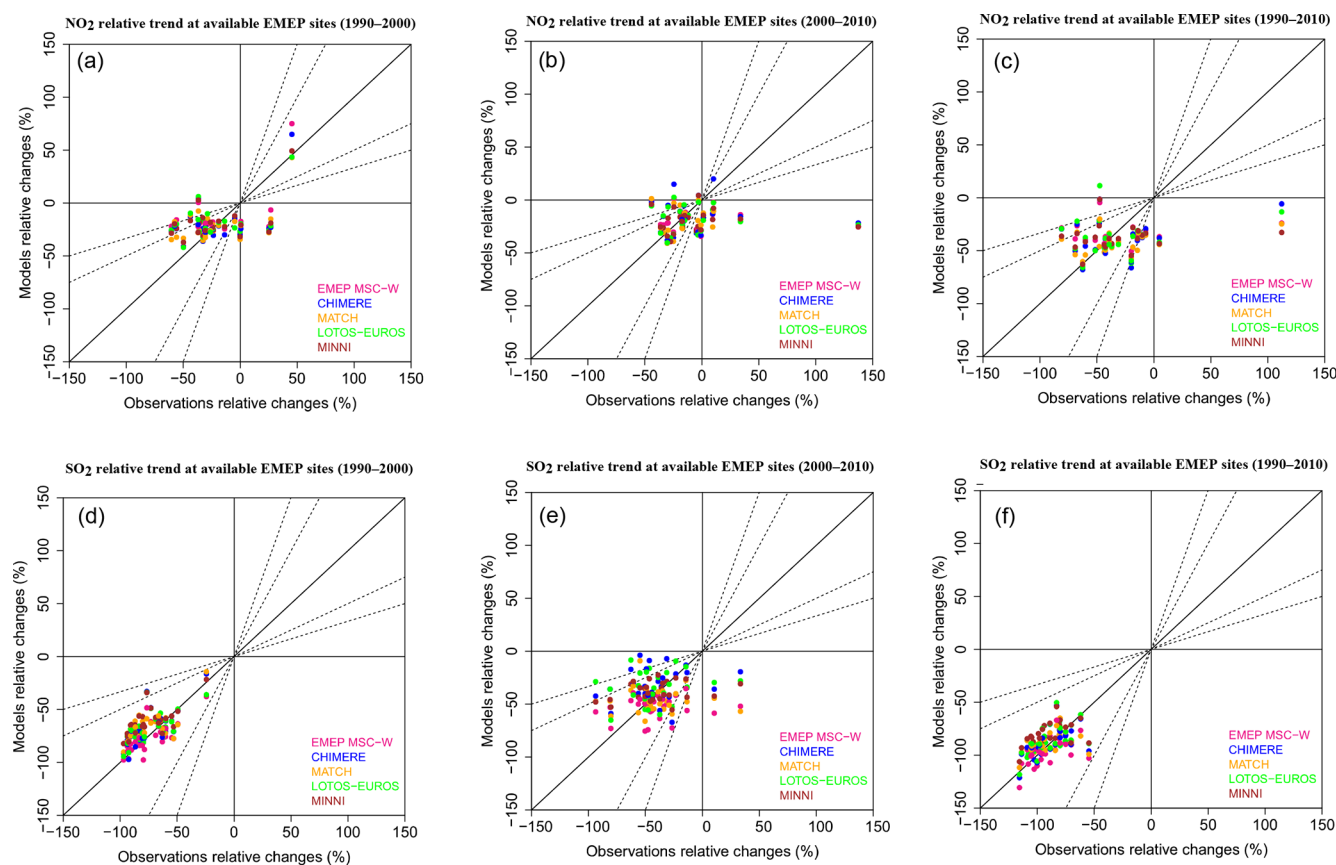 NO2 relative trend at available EMEP sites (1990–2000)
(a)
Models relative changes (%)
150
100
50
0
−50
−100
−150
−150 −100 −50 0 50 100 150
Observations relative changes (%)
EMEP MSC−W
CHIMERE
MATCH
LOTOS−EUROS
MINNI
NO2 relative trend at available EMEP sites (2000–2010)
(b)
Models relative changes (%)
150
100
50
0
−50
−100
−150
−150 −100 −50 0 50 100 150
Observations relative changes (%)
EMEP MSC−W
CHIMERE
MATCH
LOTOS−EUROS
MINNI
NO2 relative trend at available EMEP sites (1990–2010)
(c)
Models relative changes (%)
150
100
50
0
−50
−100
−150
−150 −100 −50 0 50 100 150
Observations relative changes (%)
EMEP MSC−W
CHIMERE
MATCH
LOTOS−EUROS
MINNI
SO2 relative trend at available EMEP sites (1990–2000)
(d)
Models relative changes (%)
150
100
50
0
−50
−100
−150
−150 −100 −50 0 50 100 150
Observations relative changes (%)
EMEP MSC−W
CHIMERE
MATCH
LOTOS−EUROS
MINNI
SO2 relative trend at available EMEP sites (2000–2010)
(e)
Models relative changes (%)
150
100
50
0
−50
−100
−150
−150 −100 −50 0 50 100 150
Observations relative changes (%)
EMEP MSC−W
CHIMERE
MATCH
LOTOS−EUROS
MINNI
SO2 relative trend at available EMEP sites (1990–2010)
(f)
Models relative changes (%)
150
100
50
0
−50
−100
−150
−150 −100 −50 0 50 100 150
Observations relative changes (%)
EMEP MSC−W
CHIMERE
MATCH
LOTOS−EUROS
MINNI